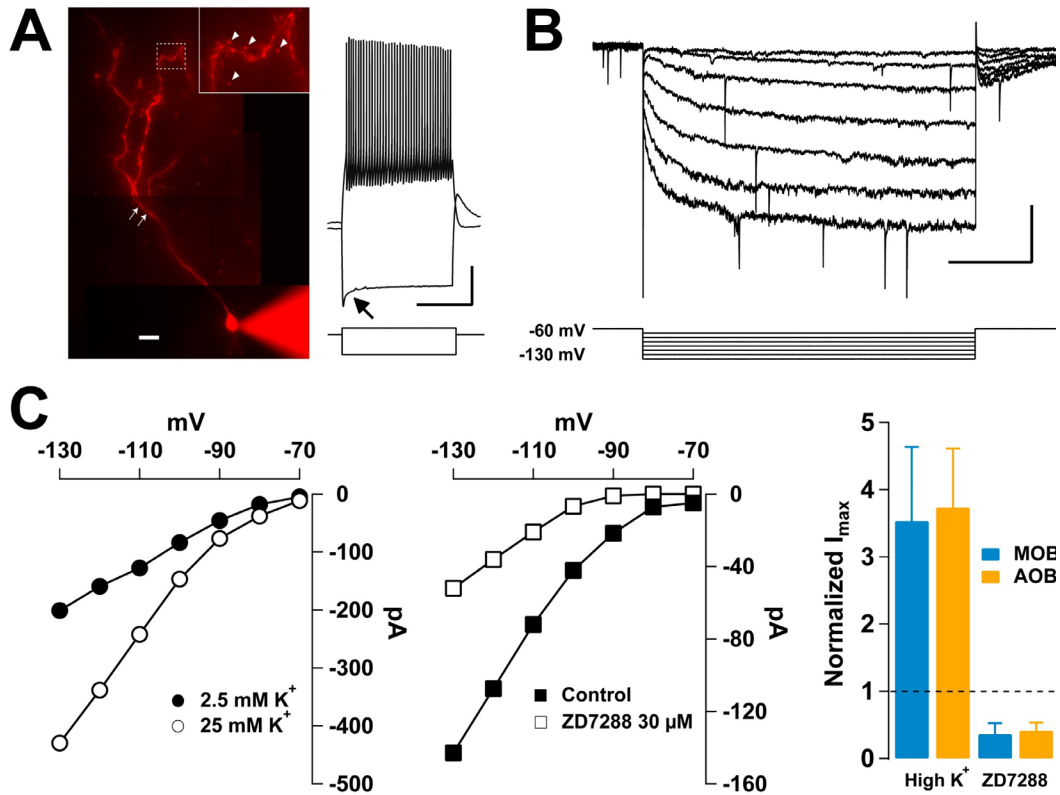 A
B
-60 mV
-130 mV
C
mV
-130 -110 -90 -70
0
-100
-200
-300
-400
-500
pA
2.5 mM K+
25 mM K+
mV
-130 -110 -90 -70
0
-40
-80
-120
-160
pA
Control
ZD7288 30 µM
5
4
3
2
1
0
Normalized Imax
MOB
AOB
High K+ ZD7288